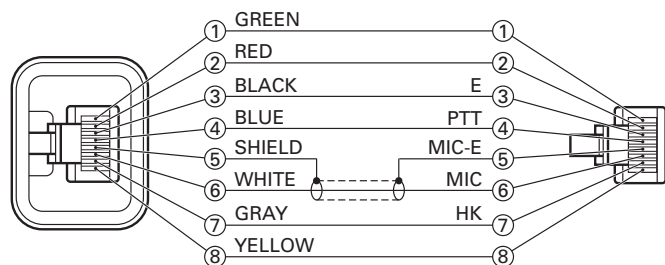 ① GREEN ①
② RED ②
③ BLACK E ③
④ BLUE PTT ④
⑤ SHIELD MIC-E ⑤
⑥ WHITE MIC ⑥
⑦ GRAY HK ⑦
⑧ YELLOW ⑧